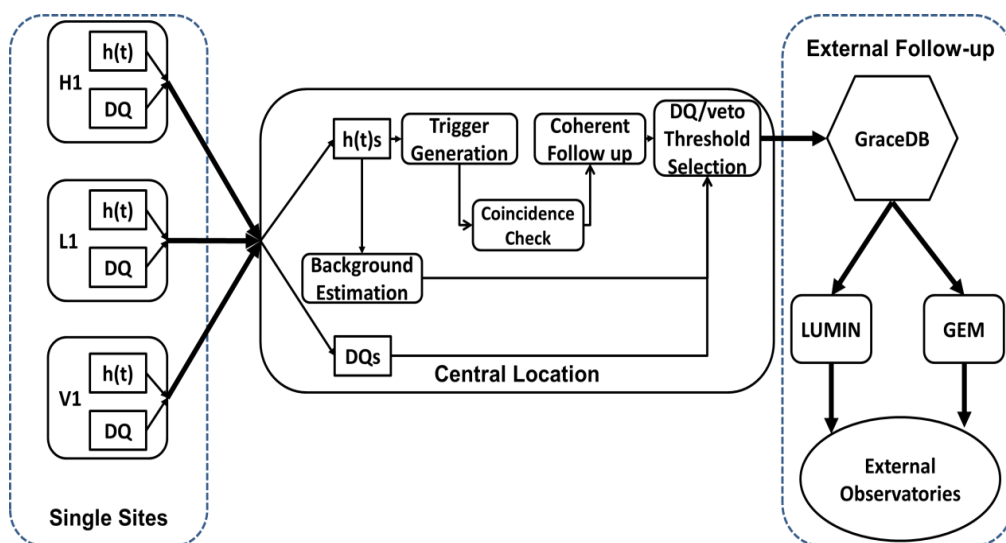 H1
h(t)
DQ
L1
h(t)
DQ
V1
h(t)
DQ
Single Sites
h(t)s
Trigger
Generation
Coincidence
Check
Coherent
Follow up
DQ/veto
Threshold
Selection
Background
Estimation
DQs
Central Location
External Follow-up
GraceDB
LUMIN
GEM
External
Observatories